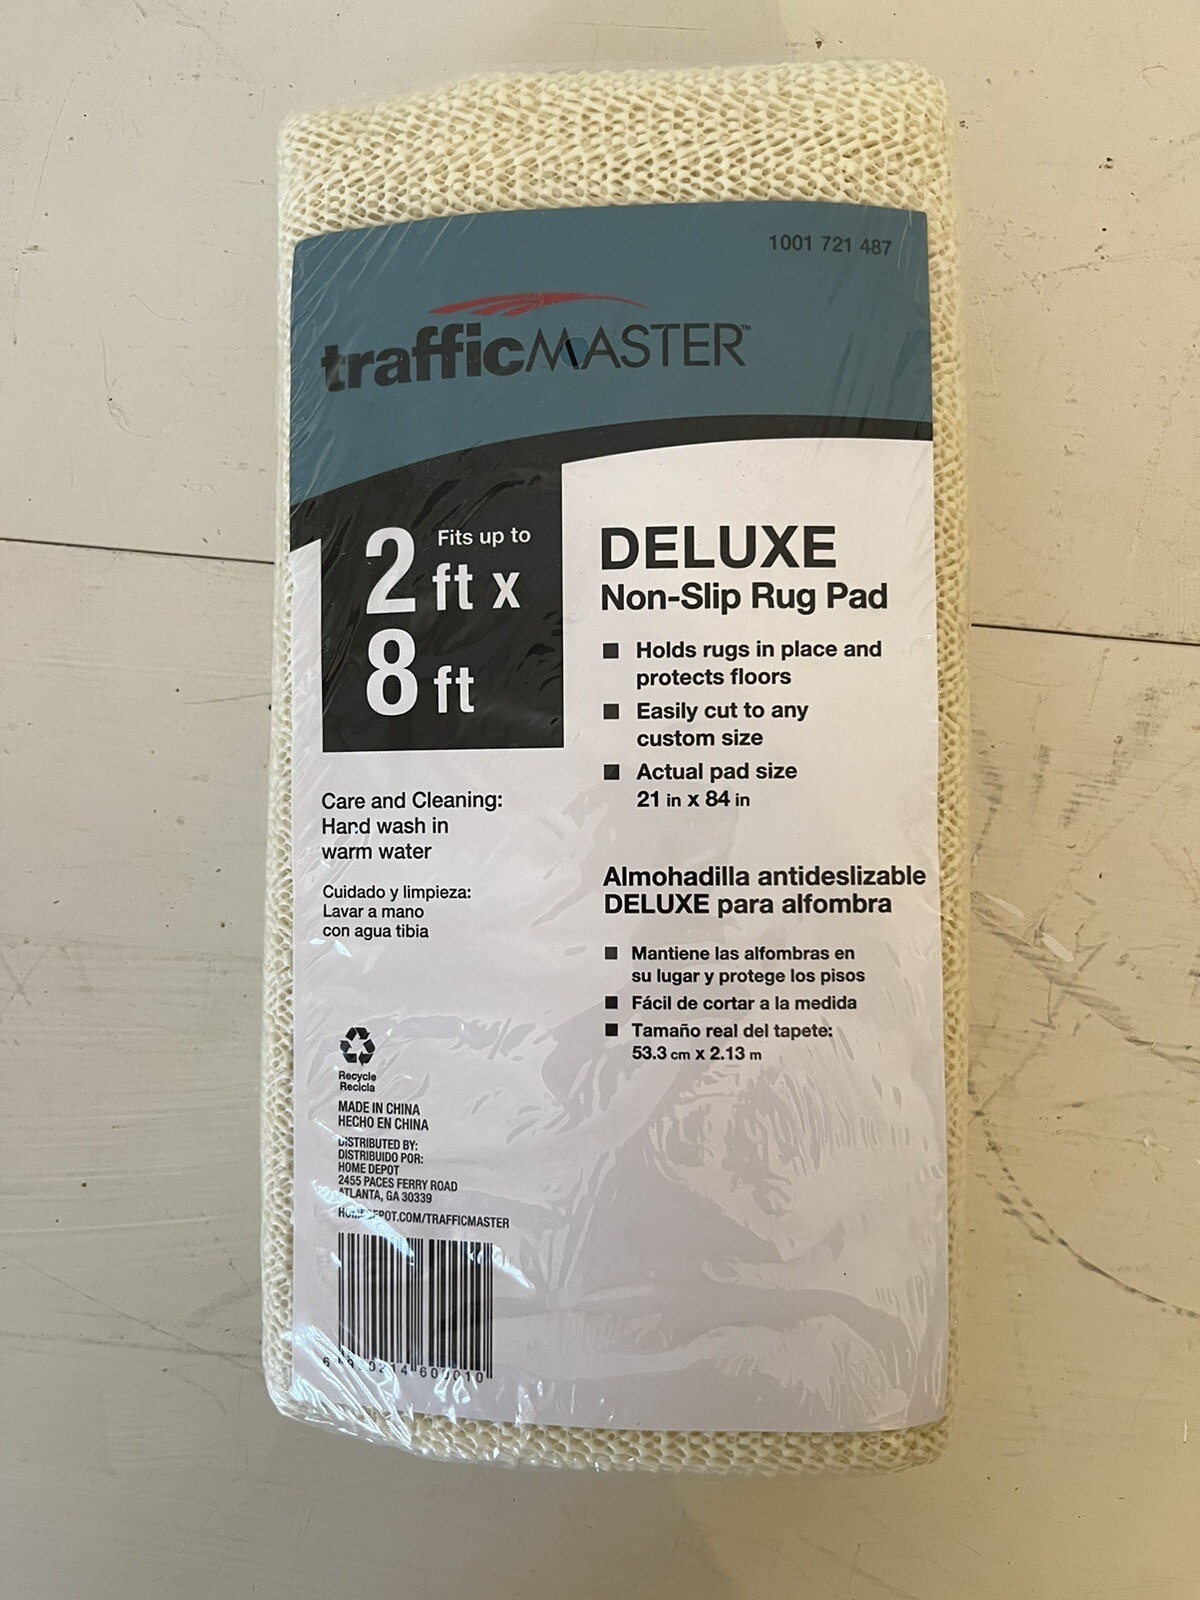 1001 721 487
trafficMASTER™
Fits up to
2 ft x
8 ft
DELUXE
Non-Slip Rug Pad
■ Holds rugs in place and
protects floors
■ Easily cut to any
custom size
■ Actual pad size
21 in x 84 in
Care and Cleaning:
Hand wash in
warm water
Cuidado y limpieza:
Lavar a mano
con agua tibia
Almohadilla antideslizable
DELUXE para alfombra
■ Mantiene las alfombras en
su lugar y protege los pisos
■ Fácil de cortar a la medida
■ Tamaño real del tapete:
53.3 cm x 2.13 m
Recycle
Recicla
MADE IN CHINA
HECHO EN CHINA
DISTRIBUTED BY:
DISTRIBUIDO POR:
HOME DEPOT
2455 PACES FERRY ROAD
ATLANTA, GA 30339
HOMEDEPOT.COM/TRAFFICMASTER